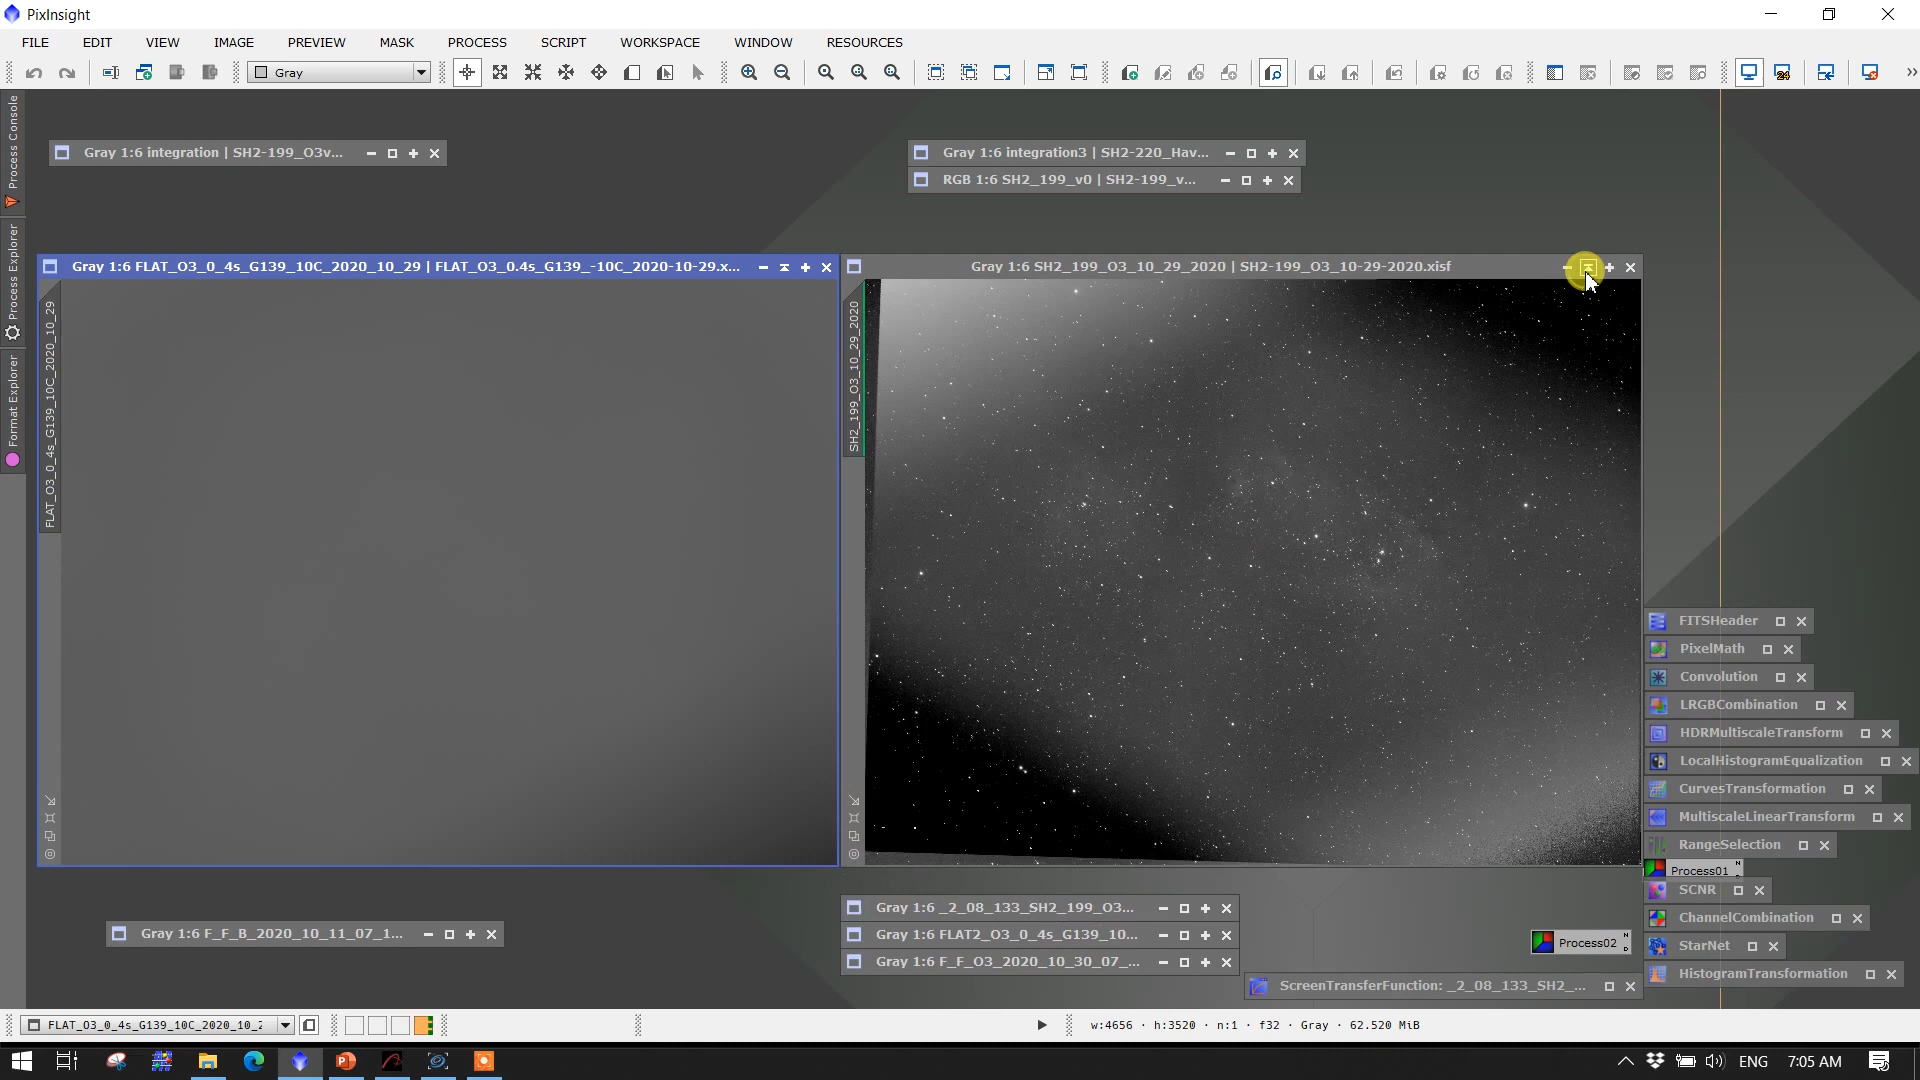 PixInsight
FILE EDIT VIEW IMAGE PREVIEW MASK PROCESS SCRIPT WORKSPACE WINDOW RESOURCES
Gray
24
Process Console
Process Explorer
Format Explorer
Gray 1:6 integration | SH2-199_O3v...
Gray 1:6 integration3 | SH2-220_Hav...
RGB 1:6 SH2_199_v0 | SH2-199_v...
Gray 1:6 FLAT_O3_0_4s_G139_10C_2020_10_29 | FLAT_O3_0.4s_G139_-10C_2020-10-29.x...
FLAT_O3_0_4s_G139_10C_2020_10_29
Gray 1:6 SH2_199_O3_10_29_2020 | SH2-199_O3_10-29-2020.xisf
SH2_199_O3_10_29_2020
FITSHeader
PixelMath
Convolution
LRGBCombination
HDRMultiscaleTransform
LocalHistogramEqualization
CurvesTransformation
MultiscaleLinearTransform
RangeSelection
Process01
SCNR
ChannelCombination
StarNet
HistogramTransformation
Gray 1:6 F_F_B_2020_10_11_07_1...
Gray 1:6 _2_08_133_SH2_199_O3...
Gray 1:6 FLAT2_O3_0_4s_G139_10...
Gray 1:6 F_F_O3_2020_10_30_07_...
Process02
ScreenTransferFunction: _2_08_133_SH2_...
FLAT_O3_0_4s_G139_10C_2020_10_2
w:4656 · h:3520 · n:1 · f32 · Gray · 62.520 MiB
ENG 7:05 AM